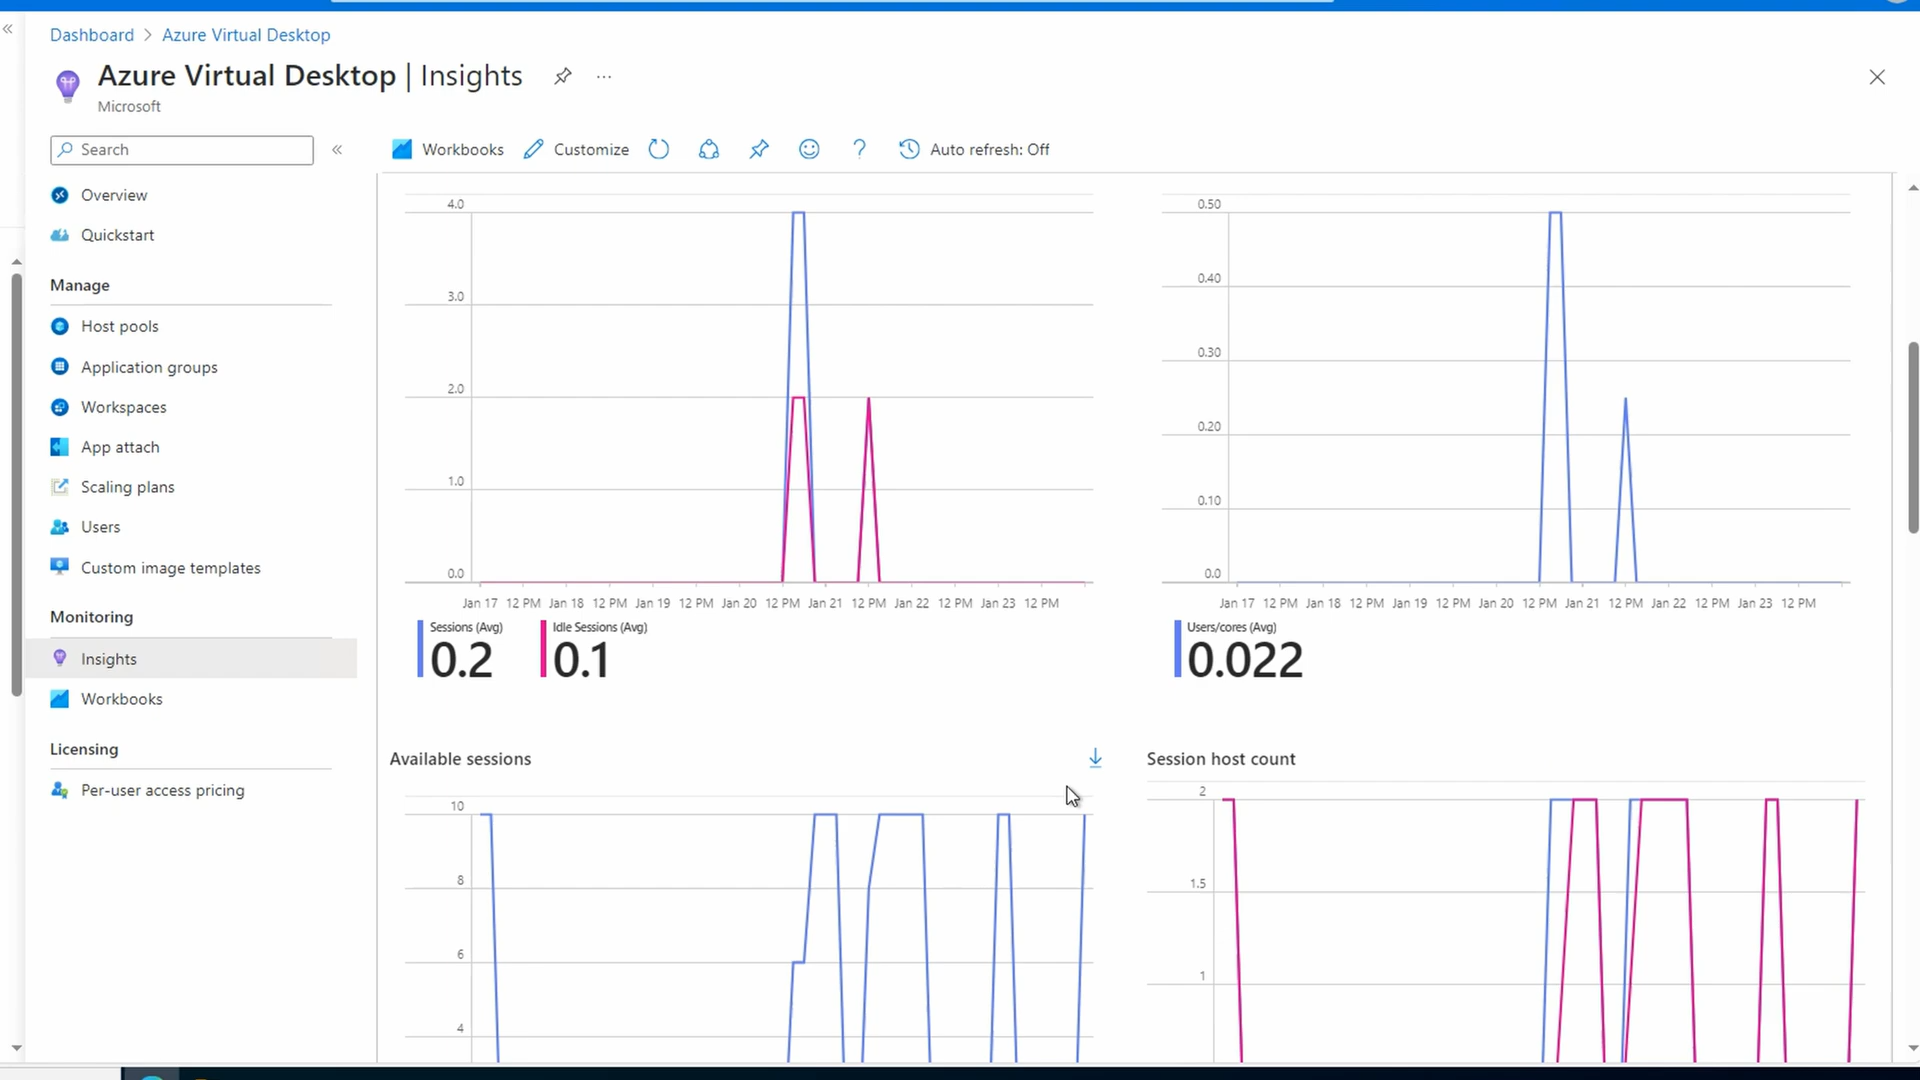 Dashboard > Azure Virtual Desktop
Azure Virtual Desktop | Insights
Microsoft
Search
Workbooks
Customize
Auto refresh: Off
Overview
Quickstart
Manage
Host pools
Application groups
Workspaces
App attach
Scaling plans
Users
Custom image templates
Monitoring
Insights
Workbooks
Licensing
Per-user access pricing
4.0
3.0
2.0
1.0
0.0
Jan 17 12 PM Jan 18 12 PM Jan 19 12 PM Jan 20 12 PM Jan 21 12 PM Jan 22 12 PM Jan 23 12 PM
Sessions (Avg)
0.2
Idle Sessions (Avg)
0.1
0.50
0.40
0.30
0.20
0.10
0.0
Jan 17 12 PM Jan 18 12 PM Jan 19 12 PM Jan 20 12 PM Jan 21 12 PM Jan 22 12 PM Jan 23 12 PM
Users/cores (Avg)
0.022
Available sessions
10
8
6
4
Session host count
2
1.5
1